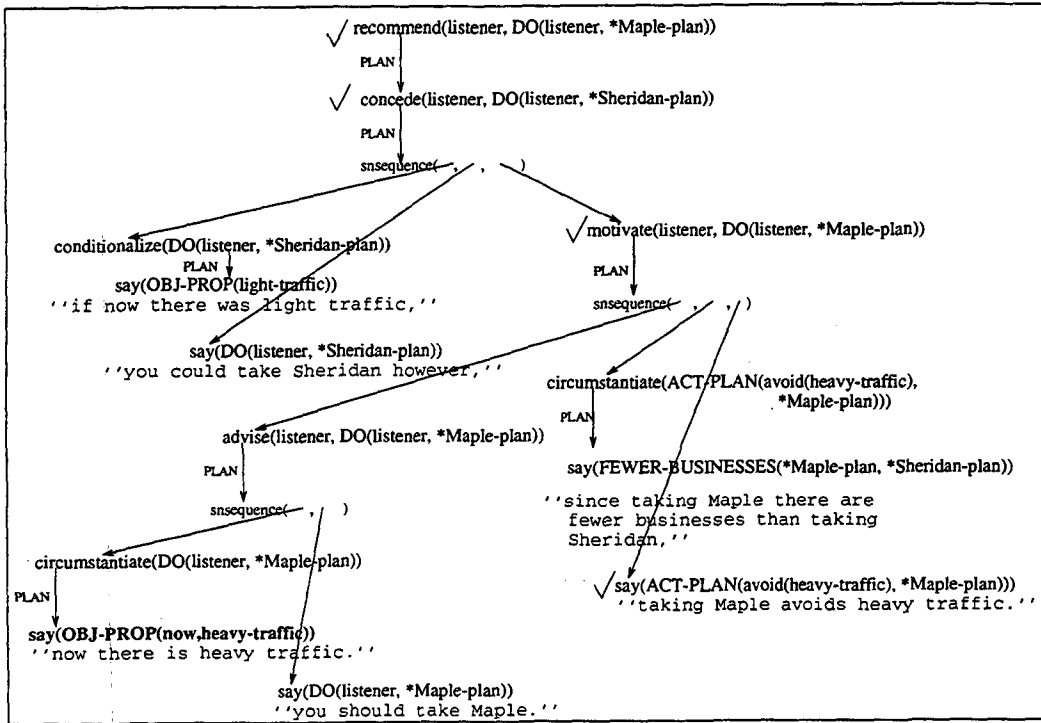 ✓ recommend(listener, DO(listener, *Maple-plan))
PLAN
✓ concede(listener, DO(listener, *Sheridan-plan))
PLAN
snsequence( , , )
conditionalize(DO(listener, *Sheridan-plan))
PLAN
say(OBJ-PROP(light-traffic))
''if now there was light traffic,''
say(DO(listener, *Sheridan-plan))
''you could take Sheridan however,''
✓ motivate(listener, DO(listener, *Maple-plan))
PLAN
snsequence( , , )
advise(listener, DO(listener, *Maple-plan))
PLAN
snsequence( , )
circumstantiate(DO(listener, *Maple-plan))
PLAN
say(OBJ-PROP(now,heavy-traffic))
''now there is heavy traffic.''
say(DO(listener, *Maple-plan))
''you should take Maple.''
circumstantiate(ACT-PLAN(avoid(heavy-traffic),
*Maple-plan)))
PLAN
say(FEWER-BUSINESSES(*Maple-plan, *Sheridan-plan))
''since taking Maple there are
fewer businesses than taking
Sheridan,''
✓ say(ACT-PLAN(avoid(heavy-traffic), *Maple-plan)))
''taking Maple avoids heavy traffic.''